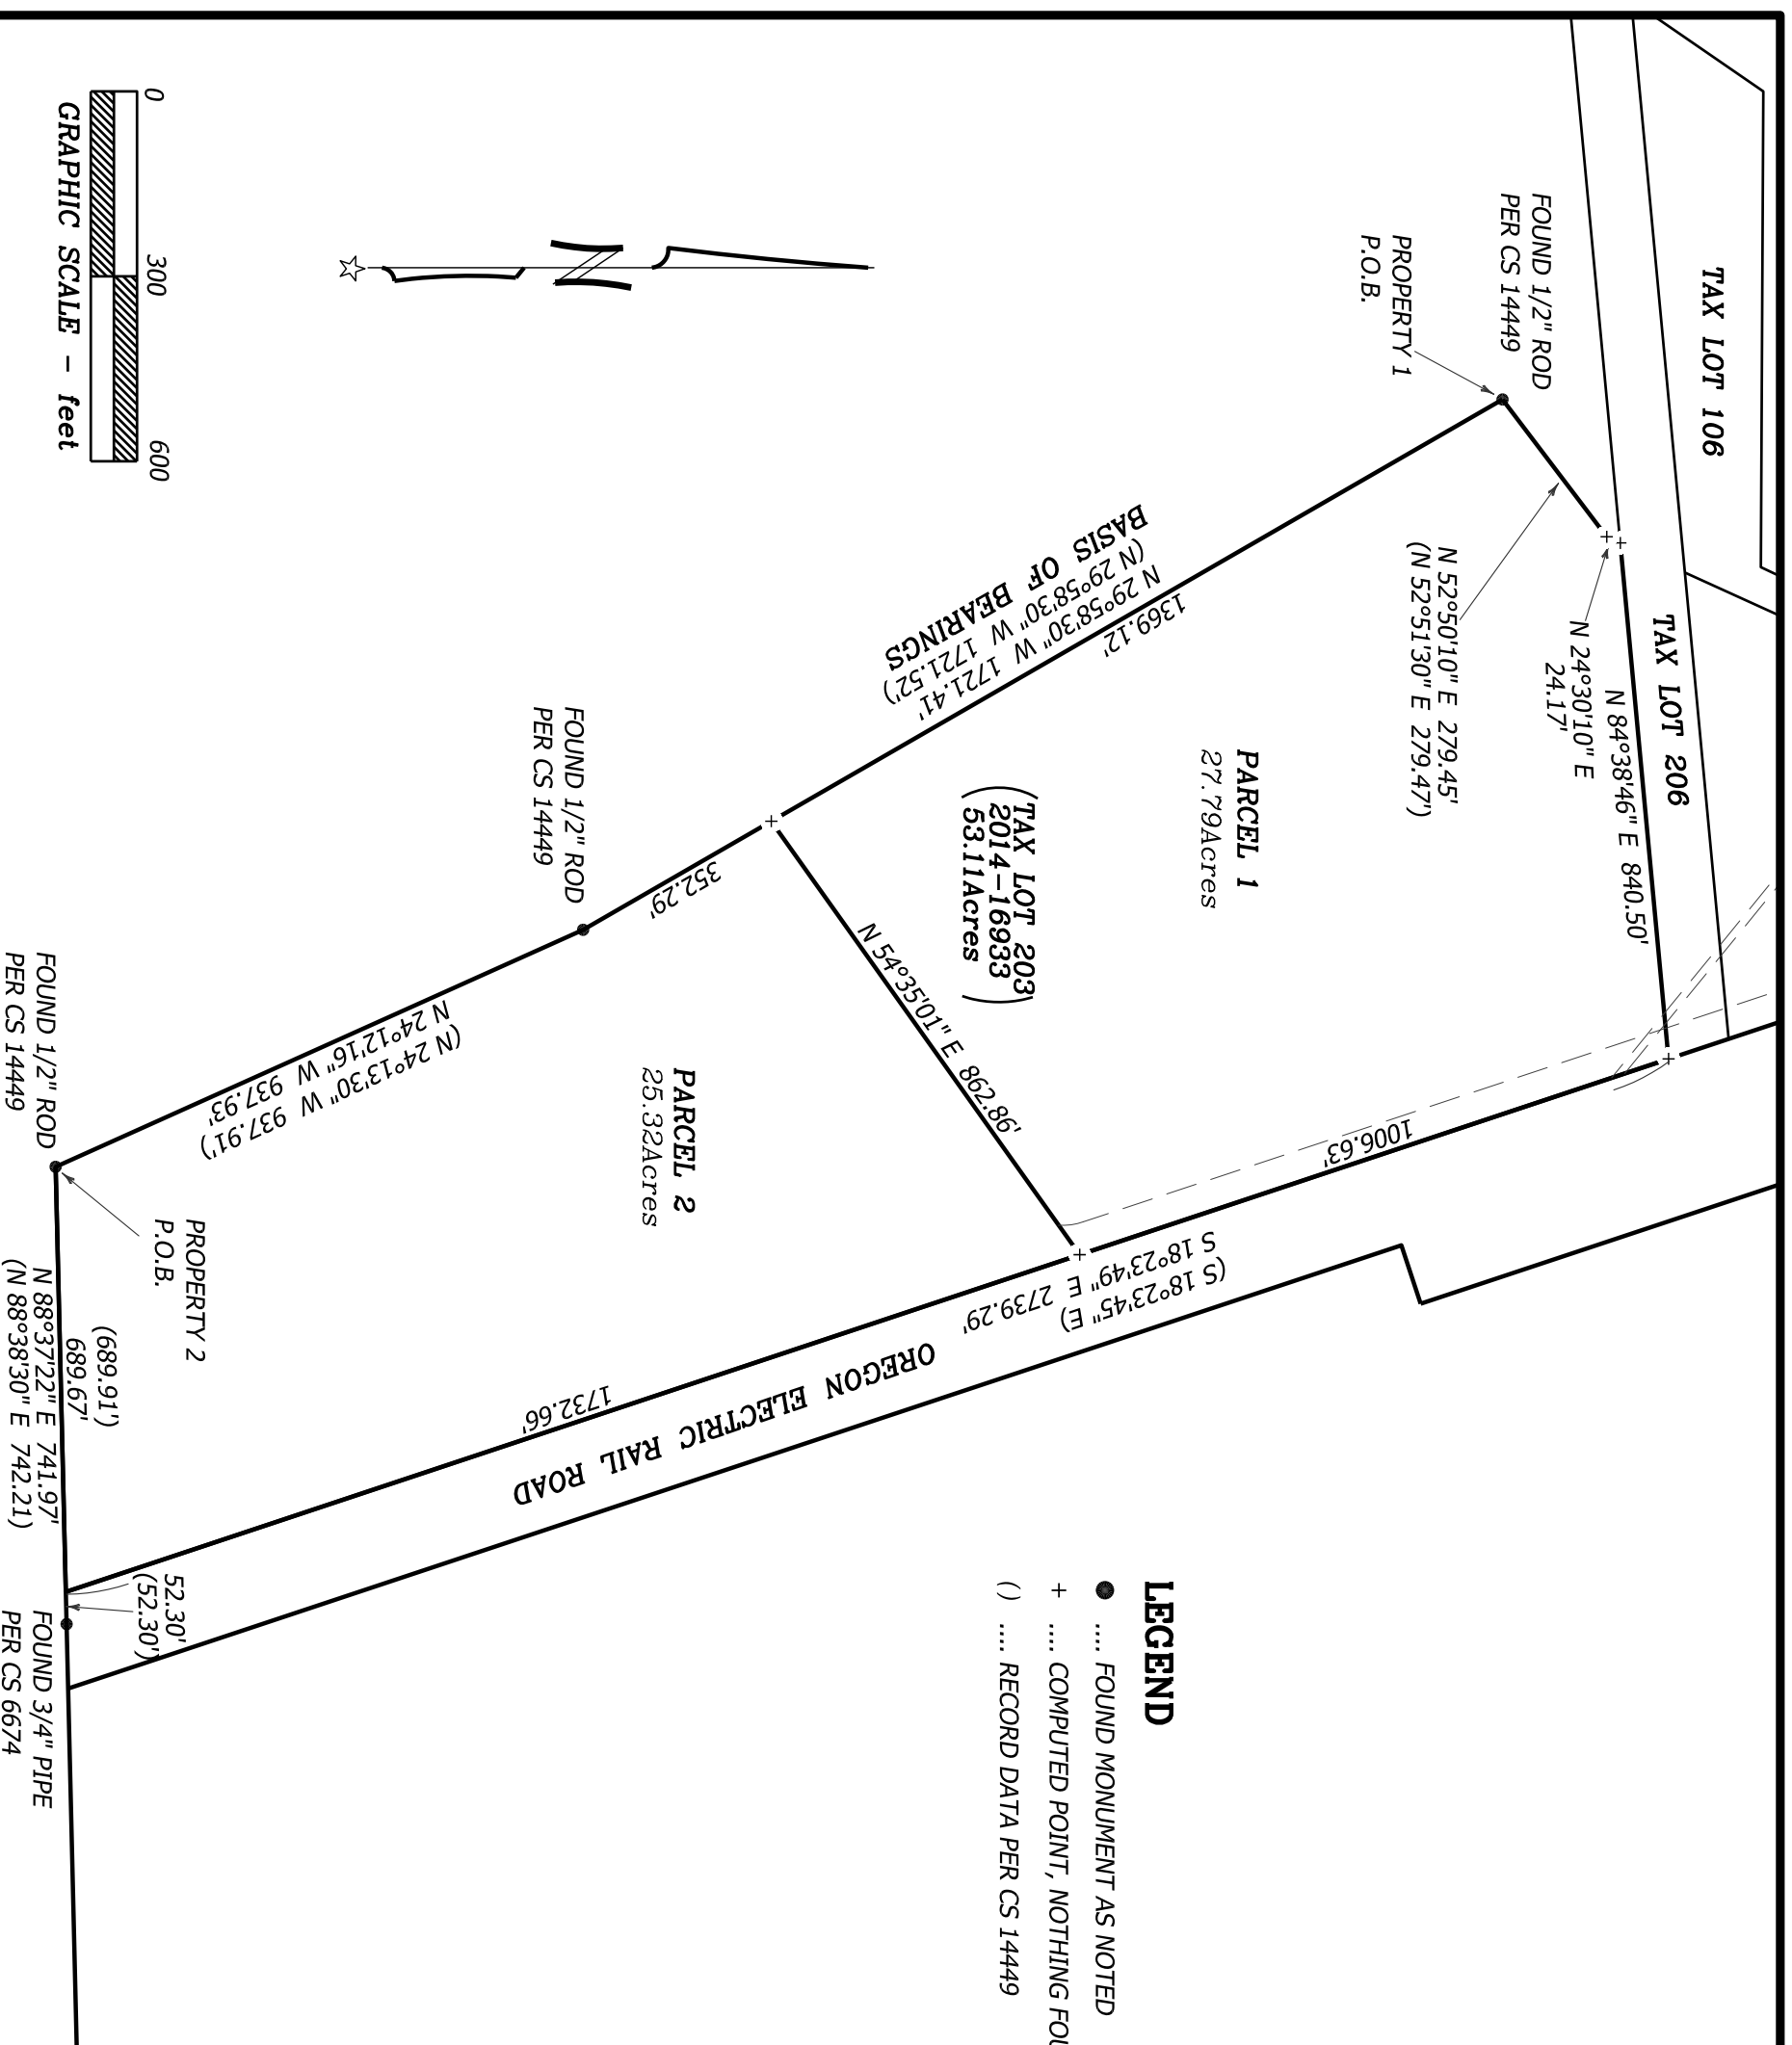 TAX LOT 106
TAX LOT 206
FOUND 1/2" ROD
PER CS 14449
PROPERTY 1
P.O.B.
N 84°38'46" E 840.50'
N 24°30'10" E
24.17'
N 52°50'10" E 279.45'
(N 52°51'30" E 279.47')
1369.12'
N 29°58'30" W 1721.41'
(N 29°58'30" W 1721.52')
BASIS OF BEARINGS
PARCEL 1
27.79Acres
(TAX LOT 203
2014-16933
53.11Acres)
1006.63'
N 54°35'01" E 862.86'
352.29'
FOUND 1/2" ROD
PER CS 14449
PARCEL 2
25.32Acres
(S 18°23'45" E)
S 18°23'49" E 2739.29'
OREGON ELECTRIC RAIL ROAD
1732.66'
N 24°12'16" W 937.93'
(N 24°13'30" W 937.91')
FOUND 1/2" ROD
PER CS 14449
PROPERTY 2
P.O.B.
(689.91')
689.67'
N 88°37'22" E 741.97'
(N 88°38'30" E 742.21)
52.30'
(52.30')
FOUND 3/4" PIPE
PER CS 6674
LEGEND
.... FOUND MONUMENT AS NOTED
+ .... COMPUTED POINT, NOTHING FOU
() .... RECORD DATA PER CS 14449
N
0 300 600
GRAPHIC SCALE - feet